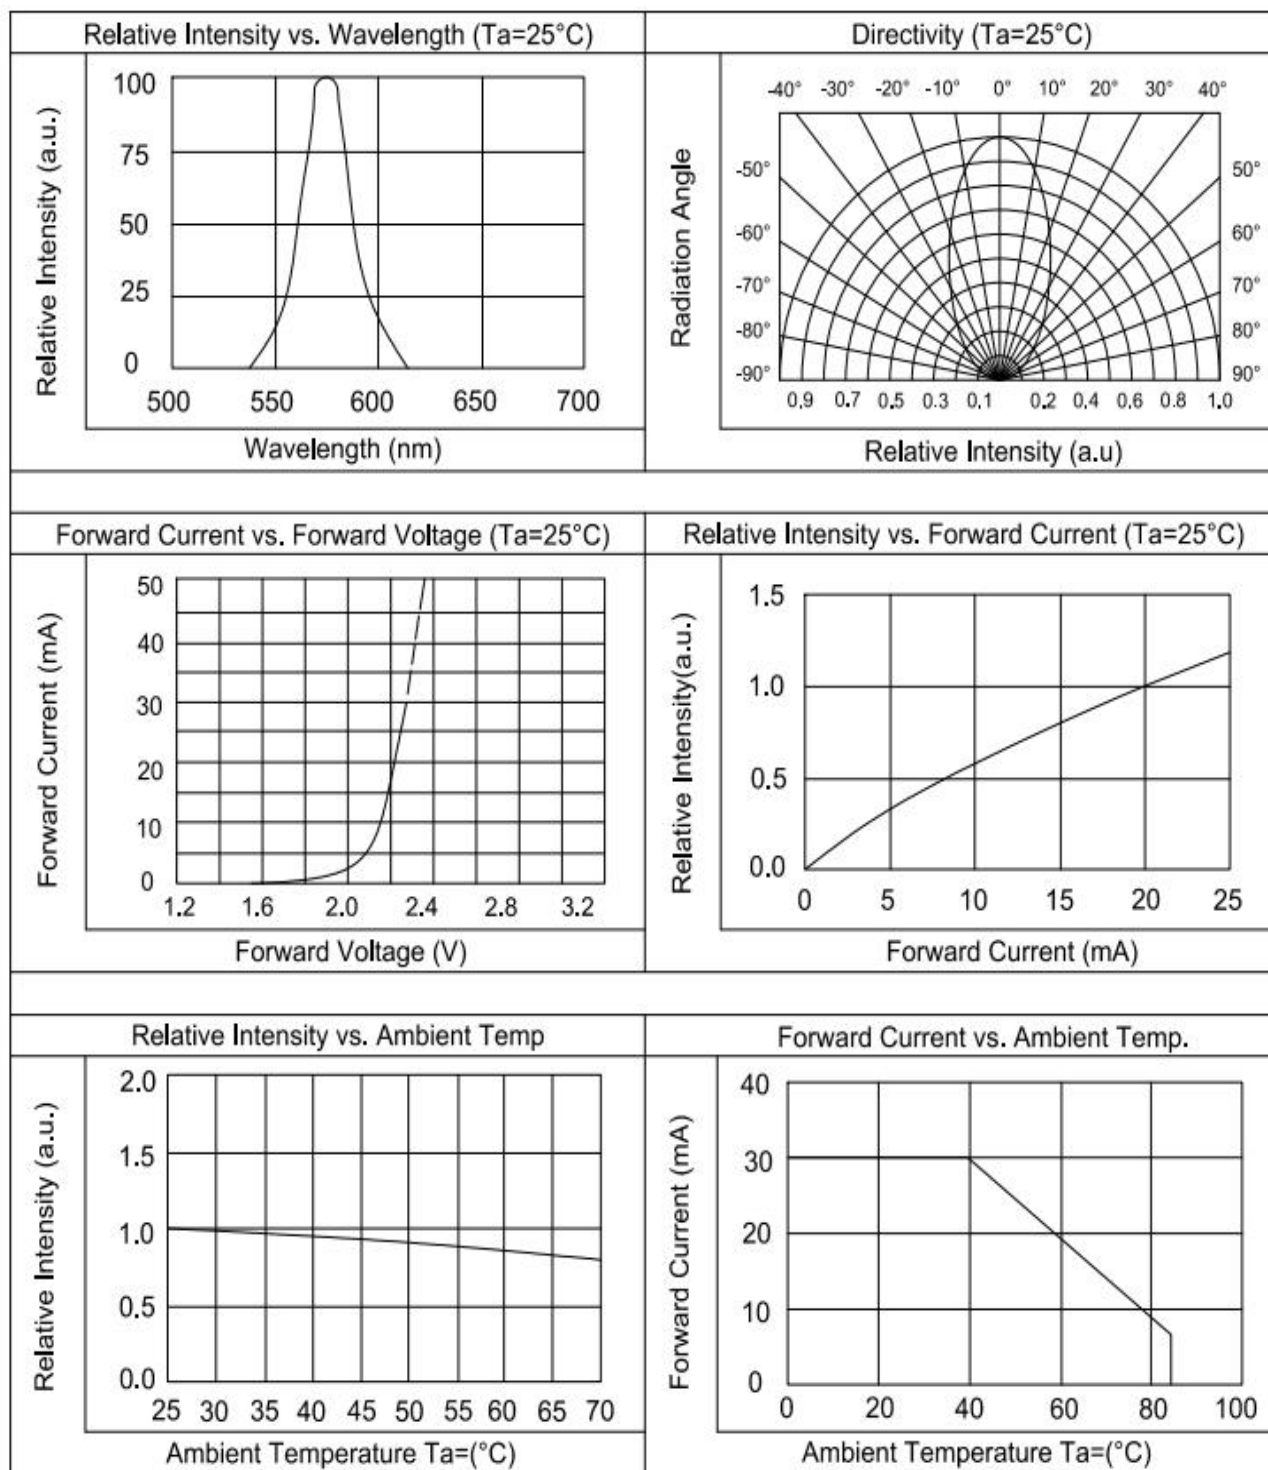 Relative Intensity vs. Wavelength (Ta=25°C)
Relative Intensity (a.u.)
100
75
50
25
0
500 550 600 650 700
Wavelength (nm)
Directivity (Ta=25°C)
Radiation Angle
-40° -30° -20° -10° 0° 10° 20° 30° 40°
-50° 50°
-60° 60°
-70° 70°
-80° 80°
-90° 90°
0.9 0.7 0.5 0.3 0.1 0.2 0.4 0.6 0.8 1.0
Relative Intensity (a.u)
Forward Current vs. Forward Voltage (Ta=25°C)
Forward Current (mA)
50
40
30
20
10
0
1.2 1.6 2.0 2.4 2.8 3.2
Forward Voltage (V)
Relative Intensity vs. Forward Current (Ta=25°C)
Relative Intensity(a.u.)
1.5
1.0
0.5
0.0
0 5 10 15 20 25
Forward Current (mA)
Relative Intensity vs. Ambient Temp
Relative Intensity (a.u.)
2.0
1.5
1.0
0.5
0.0
25 30 35 40 45 50 55 60 65 70
Ambient Temperature Ta=(°C)
Forward Current vs. Ambient Temp.
Forward Current (mA)
40
30
20
10
0
0 20 40 60 80 100
Ambient Temperature Ta=(°C)